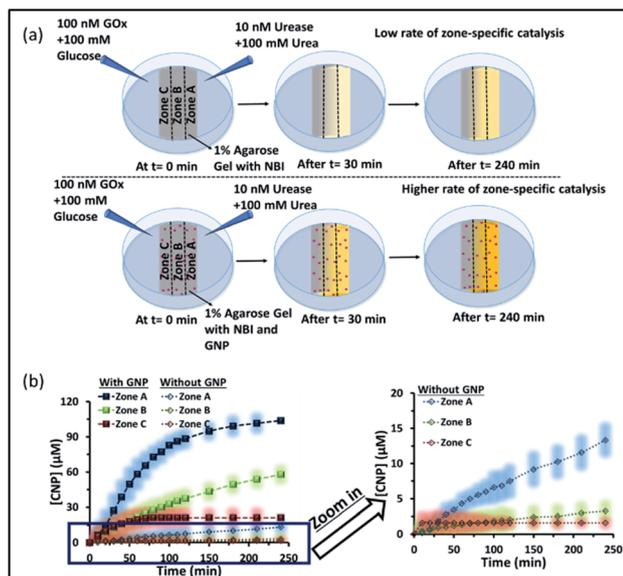 (a)
100 nM GOx
+100 mM
Glucose
10 nM Urease
+100 mM Urea
Low rate of zone-specific catalysis
Zone C
Zone B
Zone A
1% Agarose
Gel with NBI
At t= 0 min
After t= 30 min
After t= 240 min
100 nM GOx
+100 mM
Glucose
10 nM Urease
+100 mM Urea
Higher rate of zone-specific catalysis
Zone C
Zone B
Zone A
At t= 0 min
1% Agarose Gel
with NBI and
GNP
After t= 30 min
After t= 240 min
(b)
With GNP
Without GNP
Zone A
Zone A
Zone B
Zone B
Zone C
Zone C
120
90
60
30
0
[CNP] (μM)
0 50 100 150 200 250
Time (min)
Zoom in
Without GNP
Zone A
Zone B
Zone C
20
15
10
5
0
[CNP] (μM)
0 50 100 150 200 250
Time (min)